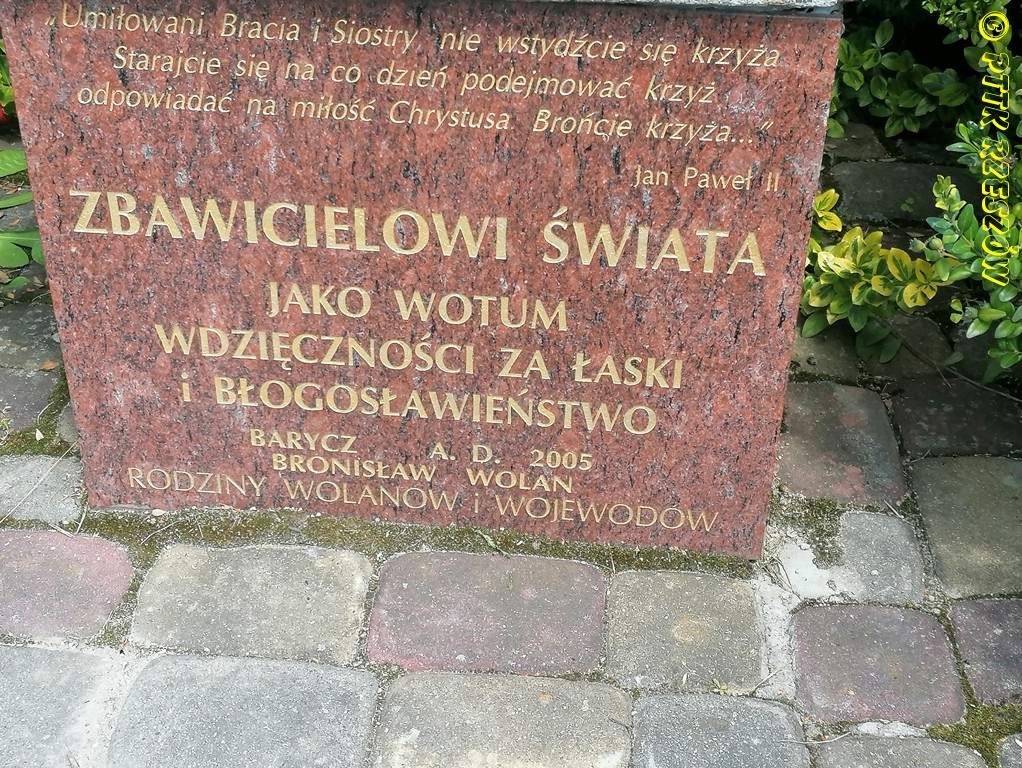 „Umiłowani Bracia i Siostry, nie wstydźcie się krzyża
Starajcie się na co dzień podejmować krzyż
odpowiadać na miłość Chrystusa Brońcie krzyża..."
Jan Paweł II
ZBAWICIELOWI ŚWIATA
JAKO WOTUM
WDZIĘCZNOŚCI ZA ŁASKI
i BŁOGOSŁAWIEŃSTWO
BARYCZ A. D. 2005
BRONISŁAW WOLAN
RODZINY WOLANÓW I WOJEWODÓW
© PTTK RZESZÓW